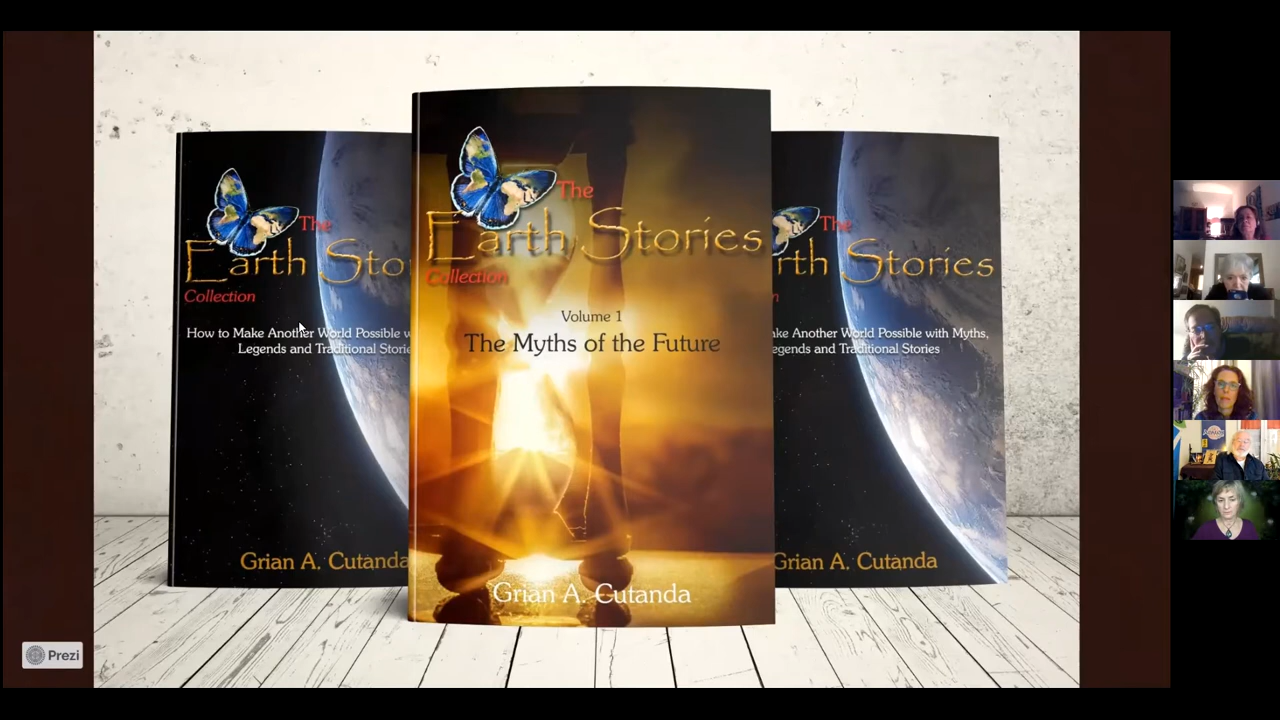 The
Earth Sto
Collection
How to Make Another World Possible w
Legends and Traditional Storie
Grian A. Cutanda
The
Earth Stories
Collection
Volume 1
The Myths of the Future
Grian A. Cutanda
The
rth Stories
n
ake Another World Possible with Myths,
egends and Traditional Stories
Grian A. Cutanda
Prezi